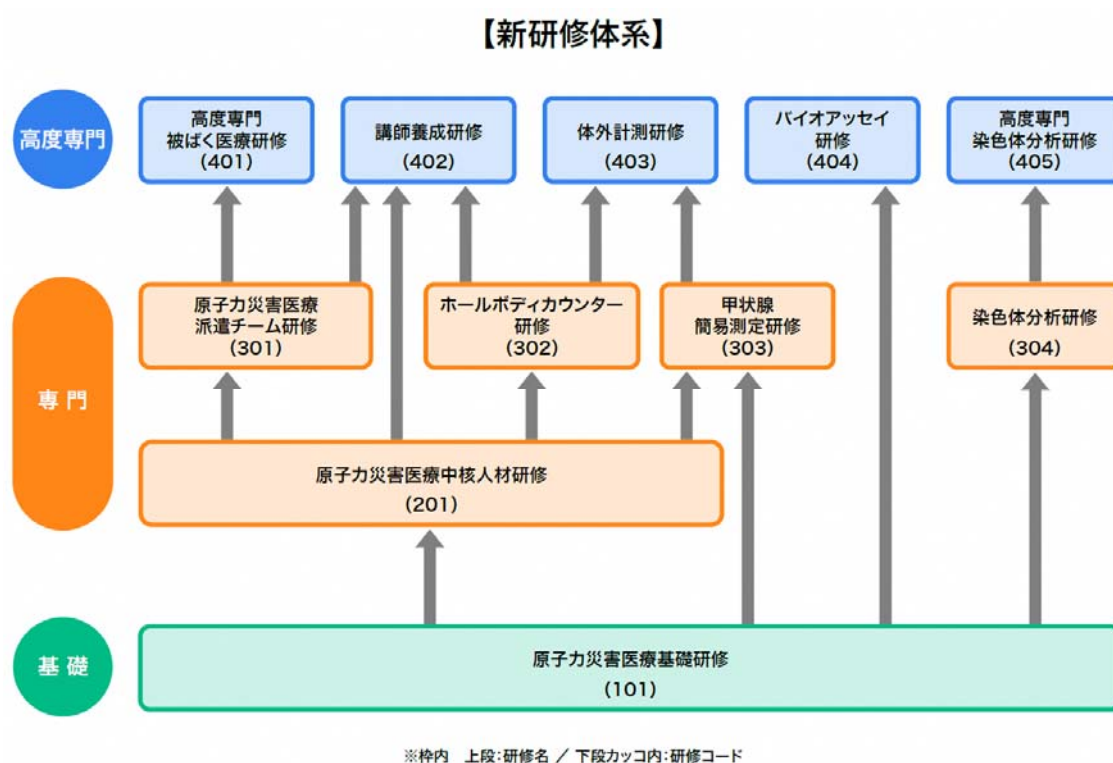 【新研修体系】
高度専門
高度専門
被ばく医療研修
(401)
講師養成研修
(402)
体外計測研修
(403)
バイオアッセイ
研修
(404)
高度専門
染色体分析研修
(405)
専門
原子力災害医療
派遣チーム研修
(301)
ホールボディカウンター
研修
(302)
甲状腺
簡易測定研修
(303)
染色体分析研修
(304)
原子力災害医療中核人材研修
(201)
基礎
原子力災害医療基礎研修
(101)
※枠内　上段:研修名 ／ 下段カッコ内:研修コード